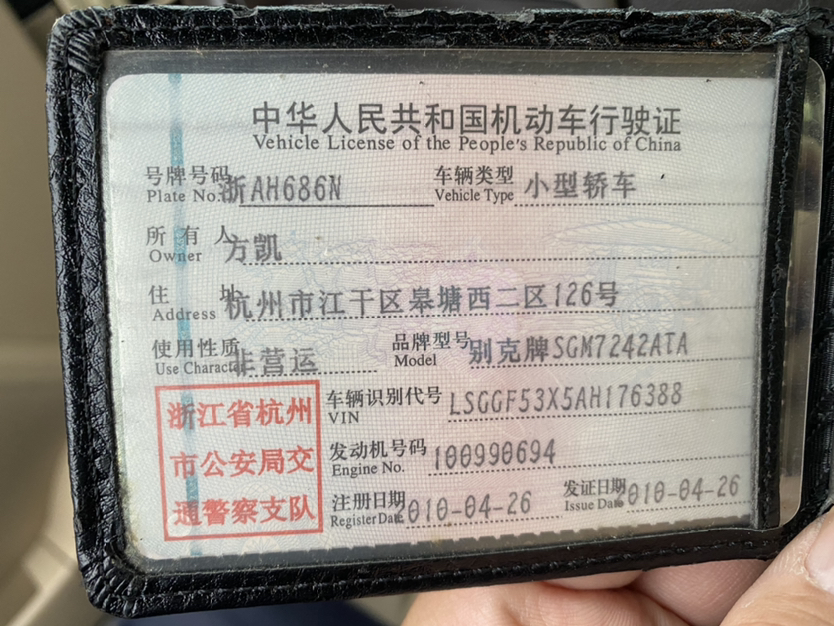 中华人民共和国机动车行驶证
Vehicle License of the People's Republic of China
号牌号码 浙AH686N 车辆类型 小型轿车
Plate No. Vehicle Type
所有人 方凯
Owner
住址 杭州市江干区皋塘西二区126号
Address
使用性质 非营运 品牌型号 别克牌SGM7242ATA
Use Character Model
浙江省杭州
市公安局交
通警察支队
车辆识别代号 LSGGF53X5AH176388
VIN
发动机号码 100990694
Engine No.
注册日期 2010-04-26 发证日期 2010-04-26
Register Date Issue Date